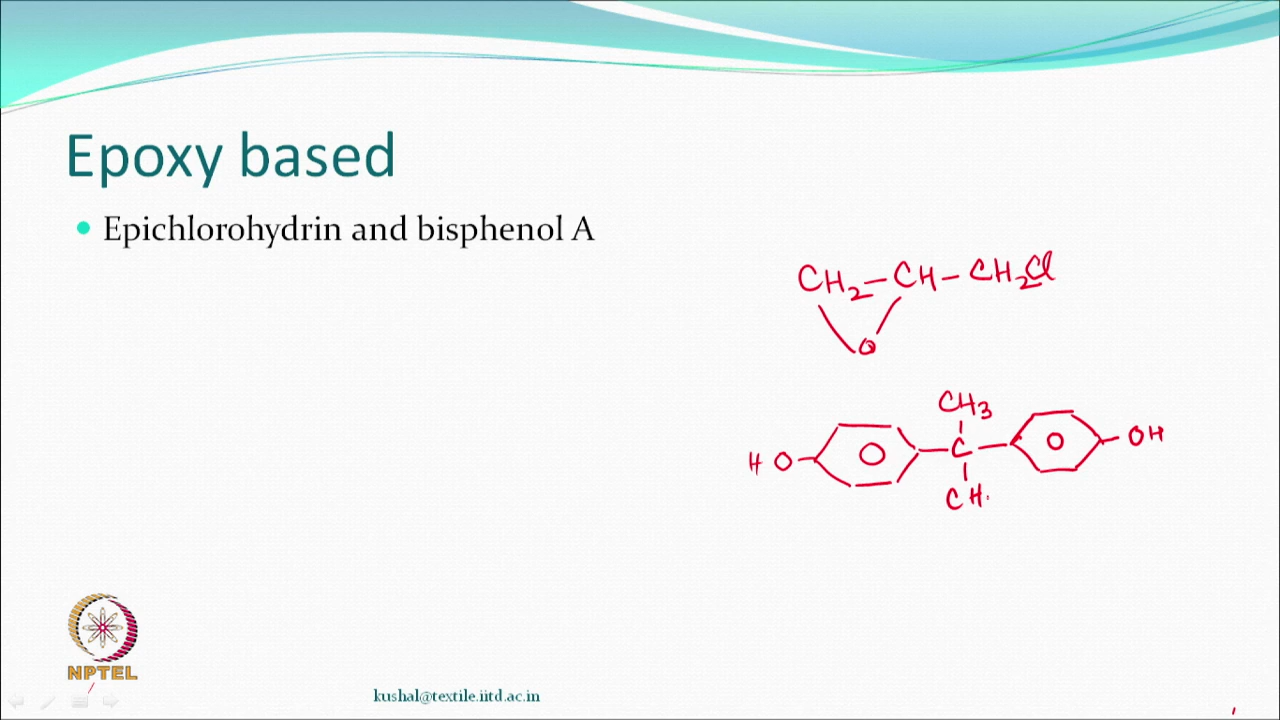 Epoxy based
Epichlorohydrin and bisphenol A
CH2-CH-CH2Cl
O
CH3
HO C OH
CH
NPTEL
kushal@textile.iitd.ac.in